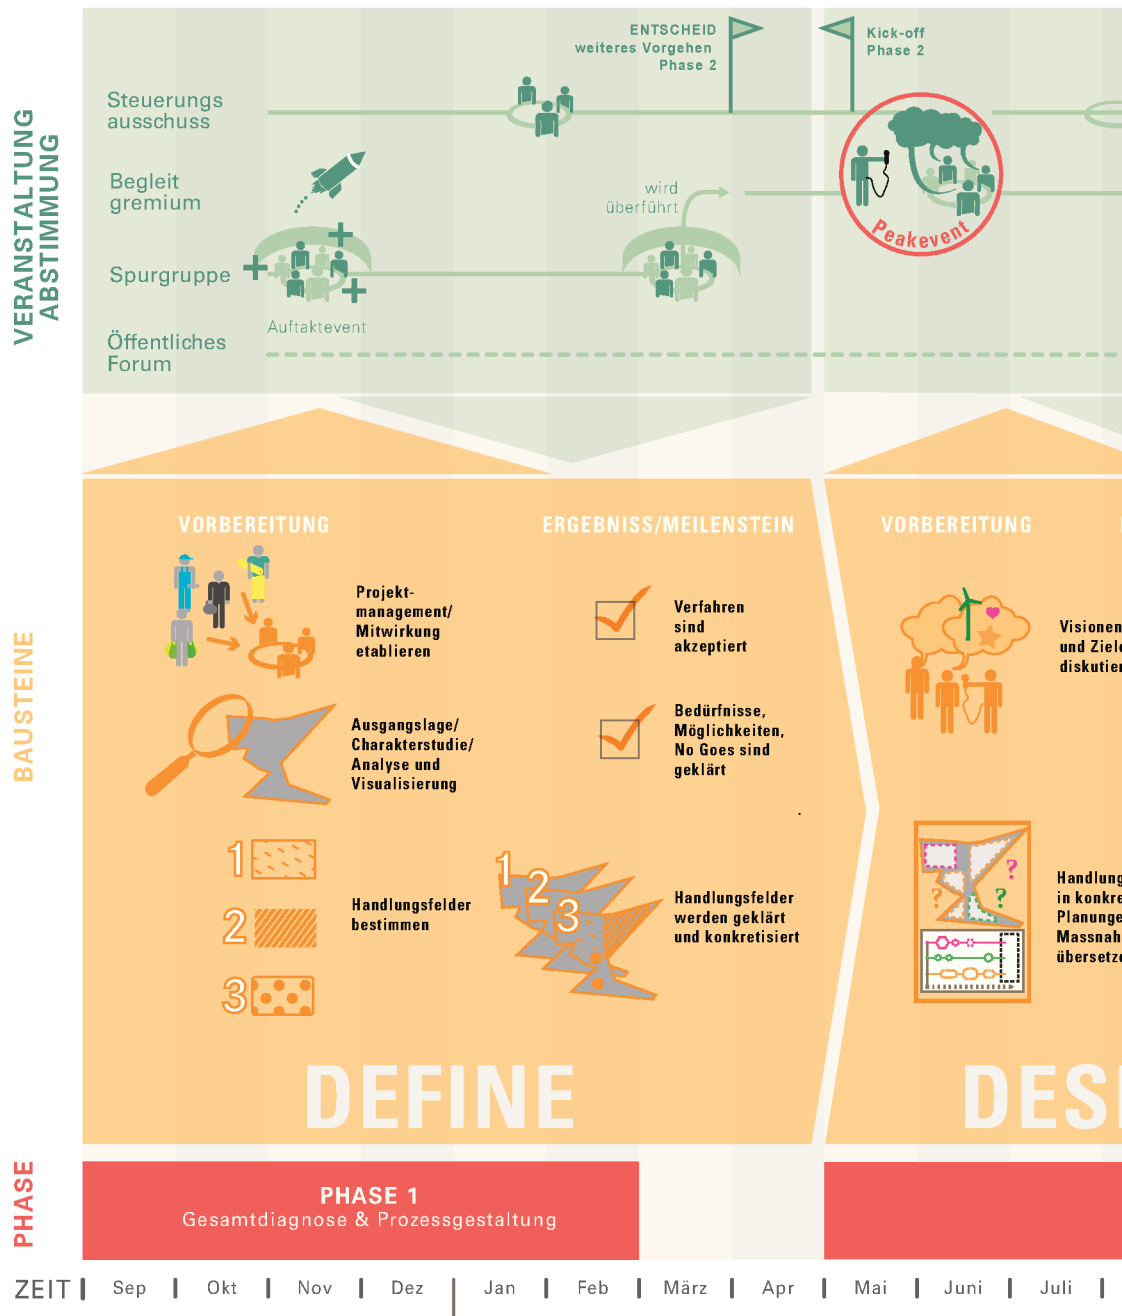 VERANSTALTUNG
ABSTIMMUNG
ENTSCHEID
weiteres Vorgehen
Phase 2
Kick-off
Phase 2
Steuerungs
ausschuss
Begleit
gremium
wird
überführt
Peakevent
Spurgruppe
Auftaktevent
Öffentliches
Forum
BAUSTEINE
VORBEREITUNG
ERGEBNISS/MEILENSTEIN
VORBEREITUNG
Projekt-
management/
Mitwirkung
etablieren
Verfahren
sind
akzeptiert
Visionen
und Ziele
diskutier
Ausgangslage/
Charakterstudie/
Analyse und
Visualisierung
Bedürfnisse,
Möglichkeiten,
No Goes sind
geklärt
1
2
3
Handlungsfelder
bestimmen
1
2
3
Handlungsfelder
werden geklärt
und konkretisiert
?
?
?
Handlung
in konkre
Planunge
Massnah
übersetz
DEFINE
DESI
PHASE
PHASE 1
Gesamtdiagnose & Prozessgestaltung
ZEIT Sep Okt Nov Dez Jan Feb März Apr Mai Juni Juli